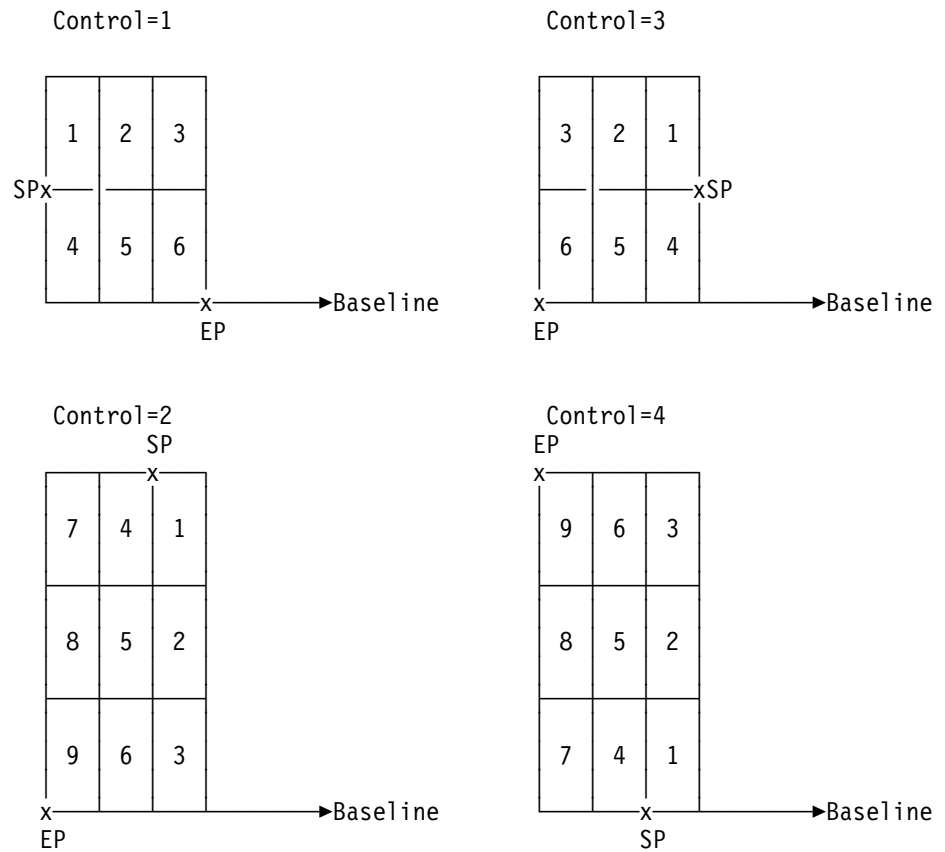 Control=1
1 2 3
SPx
4 5 6
x Baseline
EP
Control=3
3 2 1
xSP
6 5 4
x Baseline
EP
Control=2
SP
x
7 4 1
8 5 2
9 6 3
x Baseline
EP
Control=4
EP
x
9 6 3
8 5 2
7 4 1
x Baseline
SP